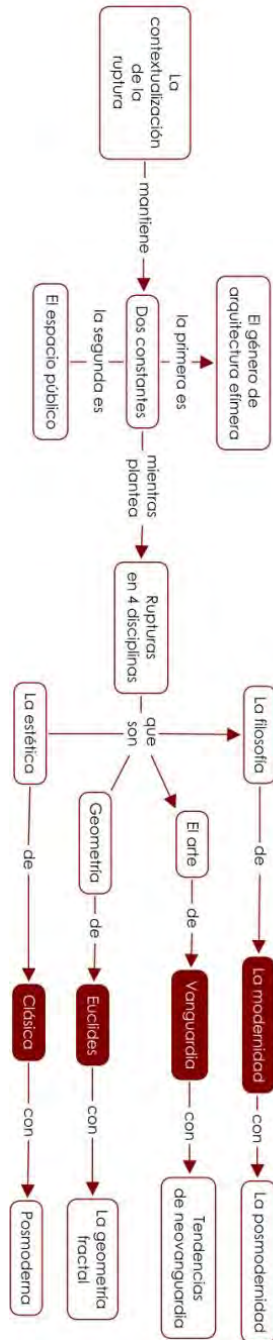 La
contextualización
de la
ruptura
mantiene
El género de
arquitectura efímera
la primera es
Dos constantes
la segunda es
El espacio público
mientras
plantea
Rupturas
en 4 disciplinas
que
son
La filosofía
de
La modernidad
con
La posmodernidad
El arte
de
Vanguardia
con
Tendencias
de neovanguardia
Geometría
de
Euclides
con
La geometría
fractal
La estética
de
Clásica
con
Posmoderna